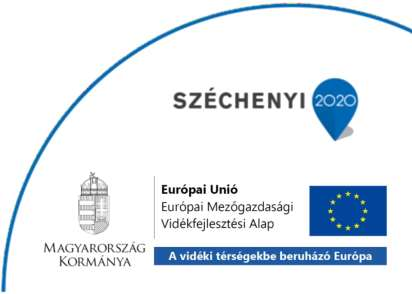 SZÉCHENYI 2020
Európai Unió
Európai Mezőgazdasági
Vidékfejlesztési Alap
MAGYARORSZÁG
KORMÁNYA
A vidéki térségekbe beruházó Európa